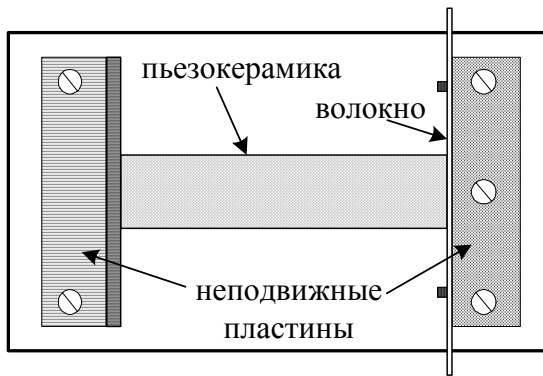 пьезокерамика
волокно
неподвижные
пластины